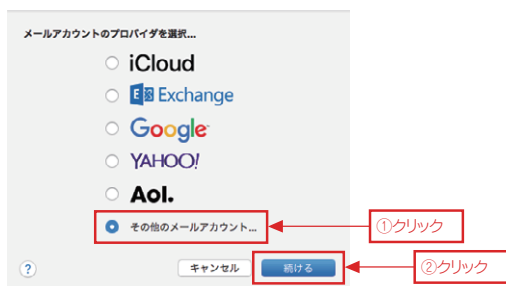 メールアカウントのプロバイダを選択...
iCloud
Exchange
Google
YAHOO!
Aol.
その他のメールアカウント...
①クリック
?
キャンセル
続ける
②クリック